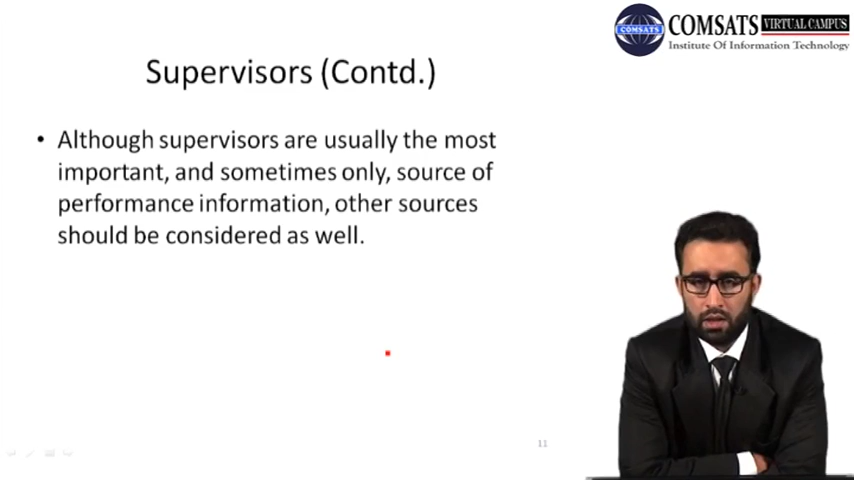 COMSATS VIRTUAL CAMPUS
Institute Of Information Technology
COMSATS
Supervisors (Contd.)
• Although supervisors are usually the most
important, and sometimes only, source of
performance information, other sources
should be considered as well.
11